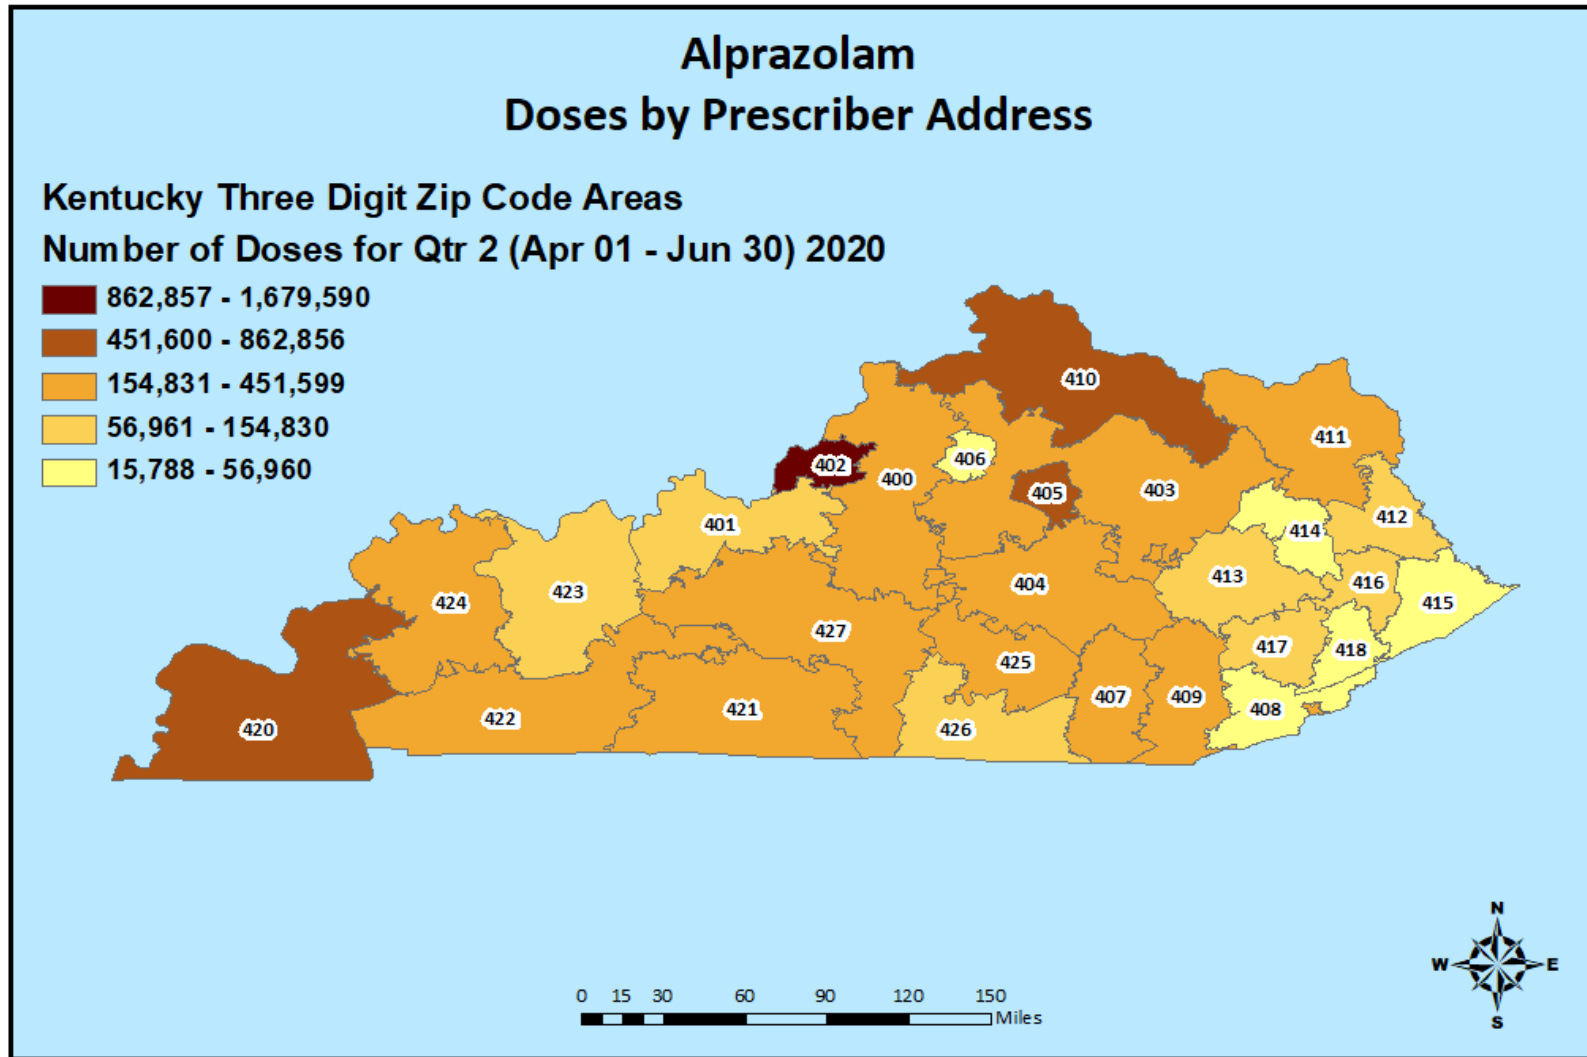 Alprazolam
Doses by Prescriber Address
Kentucky Three Digit Zip Code Areas
Number of Doses for Qtr 2 (Apr 01 - Jun 30) 2020
862,857 - 1,679,590
451,600 - 862,856
154,831 - 451,599
56,961 - 154,830
15,788 - 56,960
410
411
402
406
400
405
403
401
412
414
413
416
415
404
423
424
427
417
418
425
407
409
408
421
422
426
420
N
W E
S
0 15 30 60 90 120 150
Miles